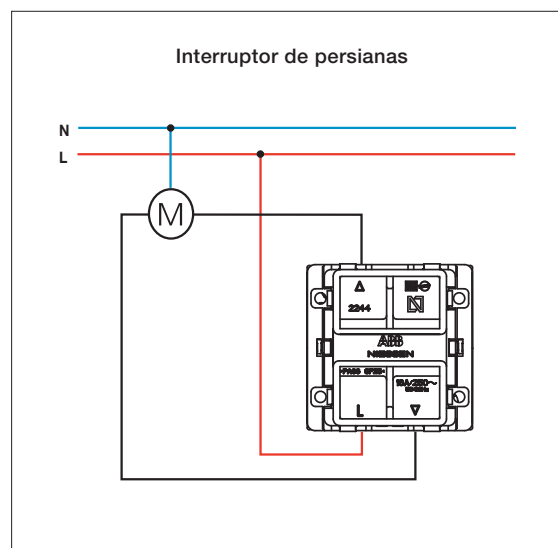 Interruptor de persianas
N
L
M
2244
ABB
NIESSEN
L